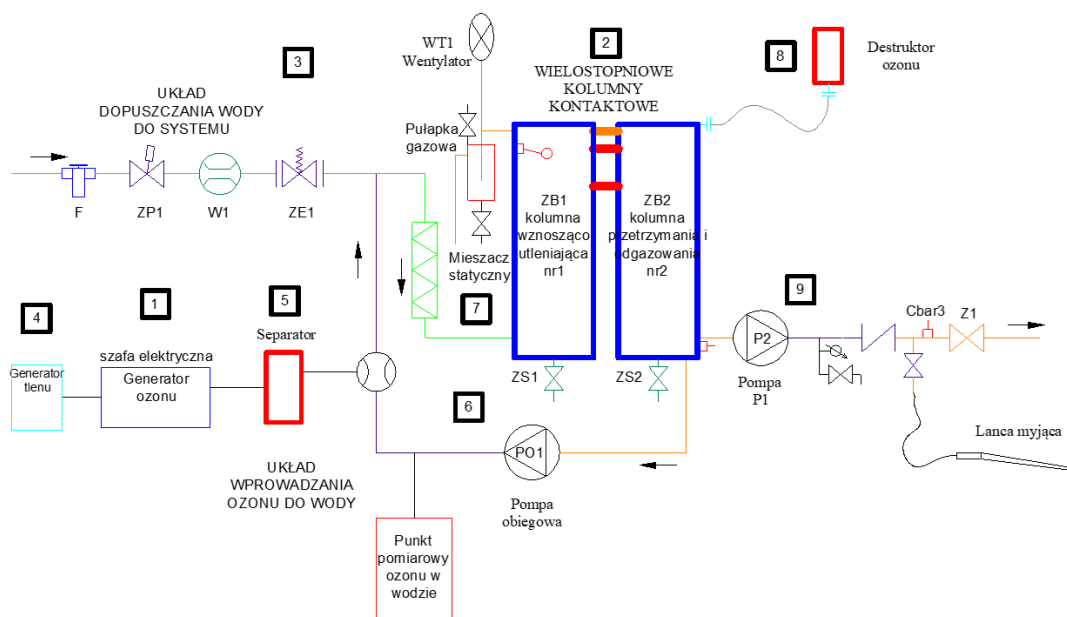 WT1
Wentylator
2
WIELOSTOPNIOWE
KOLUMNY
KONTAKTOWE
8
Destruktor
ozonu
3
UKŁAD
DOPUSZCZANIA WODY
DO SYSTEMU
Pułapka
gazowa
F
ZP1
W1
ZE1
ZB1
kolumna
wznosząco
utleniająca
nr1
ZB2
kolumna
przetrzymania i
odgazowania
nr2
Mieszacz
statyczny
7
9
Cbar3
Z1
4
1
5
Separator
szafa elektryczna
Generator
ozonu
Generator
tlenu
P2
Pompa
P1
ZS1
ZS2
6
PO1
Pompa
obiegowa
Lanca myjąca
UKŁAD
WPROWADZANIA
OZONU DO WODY
Punkt
pomiarowy
ozonu w
wodzie